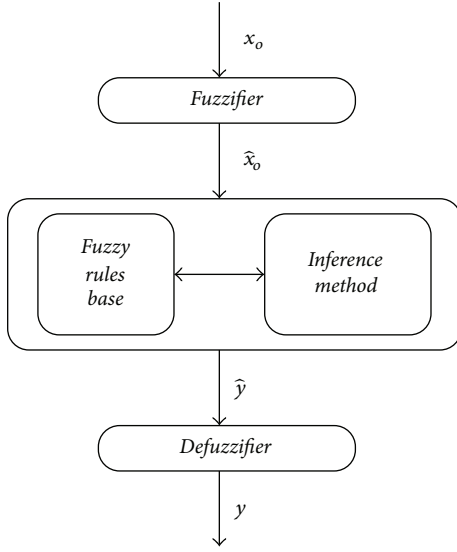 x_o
Fuzzifier
x̂_o
Fuzzy
rules
base
Inference
method
ŷ
Defuzzifier
y